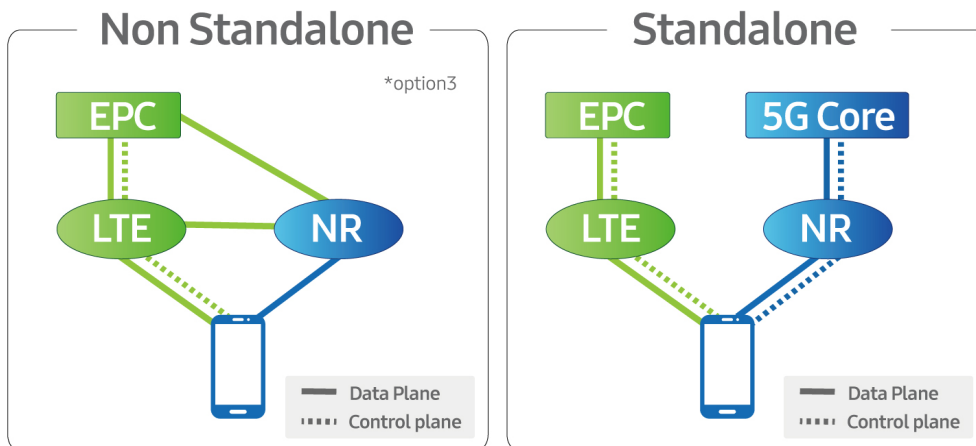 Non Standalone
*option3
EPC
LTE
NR
Data Plane
Control plane
Standalone
EPC
5G Core
LTE
NR
Data Plane
Control plane